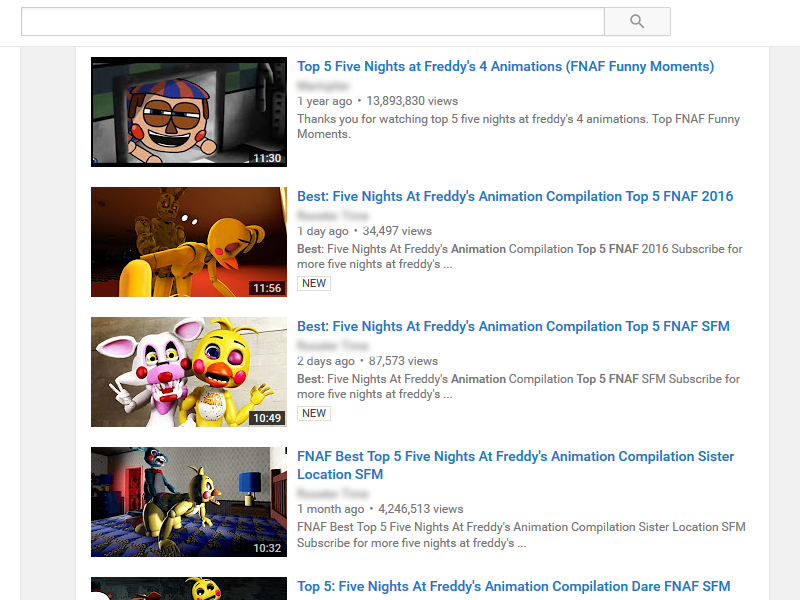 Top 5 Five Nights at Freddy's 4 Animations (FNAF Funny Moments)
1 year ago • 13,893,830 views
Thanks you for watching top 5 five nights at freddy's 4 animations. Top FNAF Funny
Moments.
11:30
Best: Five Nights At Freddy's Animation Compilation Top 5 FNAF 2016
1 day ago • 34,497 views
Best: Five Nights At Freddy's Animation Compilation Top 5 FNAF 2016 Subscribe for
more five nights at freddy's ...
NEW
11:56
Best: Five Nights At Freddy's Animation Compilation Top 5 FNAF SFM
2 days ago • 87,573 views
Best: Five Nights At Freddy's Animation Compilation Top 5 FNAF SFM Subscribe for
more five nights at freddy's ...
NEW
10:49
FNAF Best Top 5 Five Nights At Freddy's Animation Compilation Sister
Location SFM
1 month ago • 4,246,513 views
FNAF Best Top 5 Five Nights At Freddy's Animation Compilation Sister Location SFM
Subscribe for more five nights at freddy's ...
10:32
Top 5: Five Nights At Freddy's Animation Compilation Dare FNAF SFM